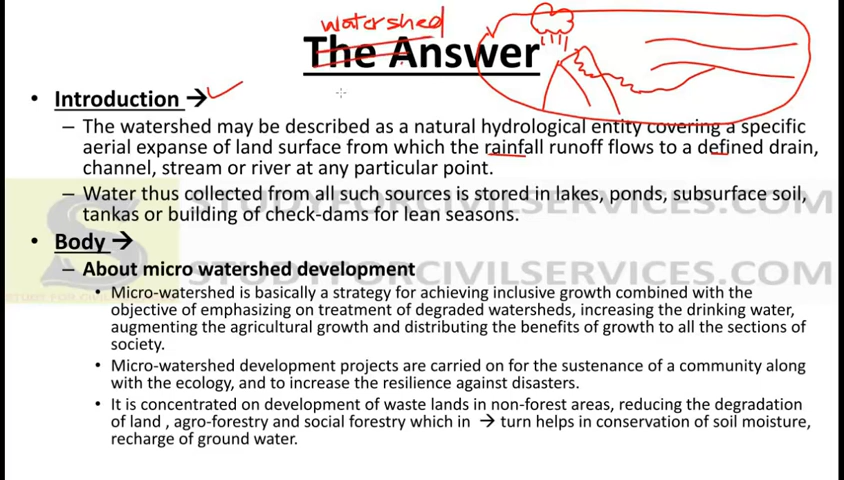 watershed
The Answer
• Introduction →
– The watershed may be described as a natural hydrological entity covering a specific
aerial expanse of land surface from which the rainfall runoff flows to a defined drain,
channel, stream or river at any particular point.
– Water thus collected from all such sources is stored in lakes, ponds, subsurface soil,
tankas or building of check-dams for lean seasons.
STUDYFORCIVILSERVICES.COM
• Body →
– About micro watershed development
STUDYFORCIVILSERVICES.COM
• Micro-watershed is basically a strategy for achieving inclusive growth combined with the
objective of emphasizing on treatment of degraded watersheds, increasing the drinking water,
augmenting the agricultural growth and distributing the benefits of growth to all the sections of
society.
• Micro-watershed development projects are carried on for the sustenance of a community along
with the ecology, and to increase the resilience against disasters.
• It is concentrated on development of waste lands in non-forest areas, reducing the degradation
of land , agro-forestry and social forestry which in → turn helps in conservation of soil moisture,
recharge of ground water.